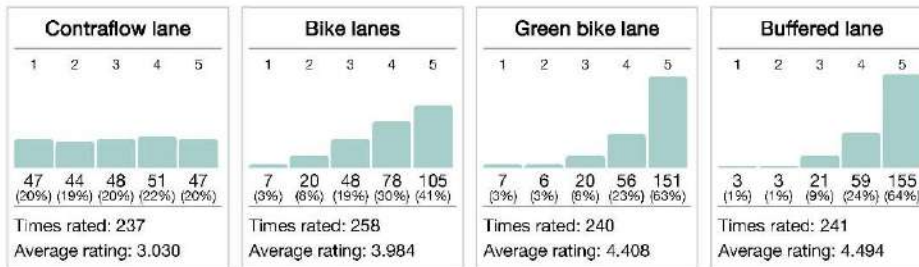 Contraflow lane
1 2 3 4 5
47 44 48 51 47
(20%) (19%) (20%) (22%) (20%)
Times rated: 237
Average rating: 3.030
Bike lanes
1 2 3 4 5
7 20 48 78 105
(3%) (8%) (19%) (30%) (41%)
Times rated: 258
Average rating: 3.984
Green bike lane
1 2 3 4 5
7 6 20 56 151
(3%) (3%) (8%) (23%) (63%)
Times rated: 240
Average rating: 4.408
Buffered lane
1 2 3 4 5
3 3 21 59 155
(1%) (1%) (9%) (24%) (64%)
Times rated: 241
Average rating: 4.494